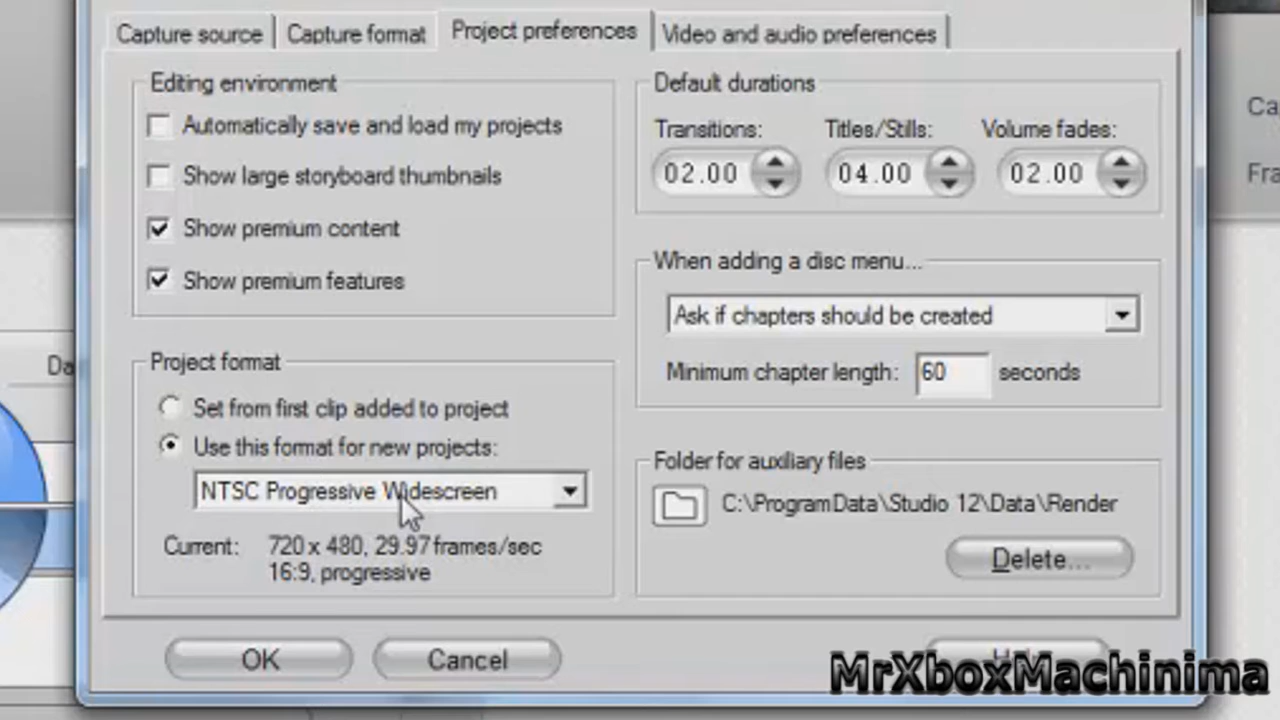 Capture source
Capture format
Project preferences
Video and audio preferences
Editing environment
Automatically save and load my projects
Show large storyboard thumbnails
Show premium content
Show premium features
Project format
Set from first clip added to project
Use this format for new projects:
NTSC Progressive Widescreen
Current: 720 x 480, 29.97 frames/sec
16:9, progressive
Default durations
Transitions: Titles/Stills: Volume fades:
02.00 04.00 02.00
When adding a disc menu...
Ask if chapters should be created
Minimum chapter length: 60 seconds
Folder for auxiliary files
C:\ProgramData\Studio 12\Data\Render
Delete...
OK
Cancel
MrXboxMachinima